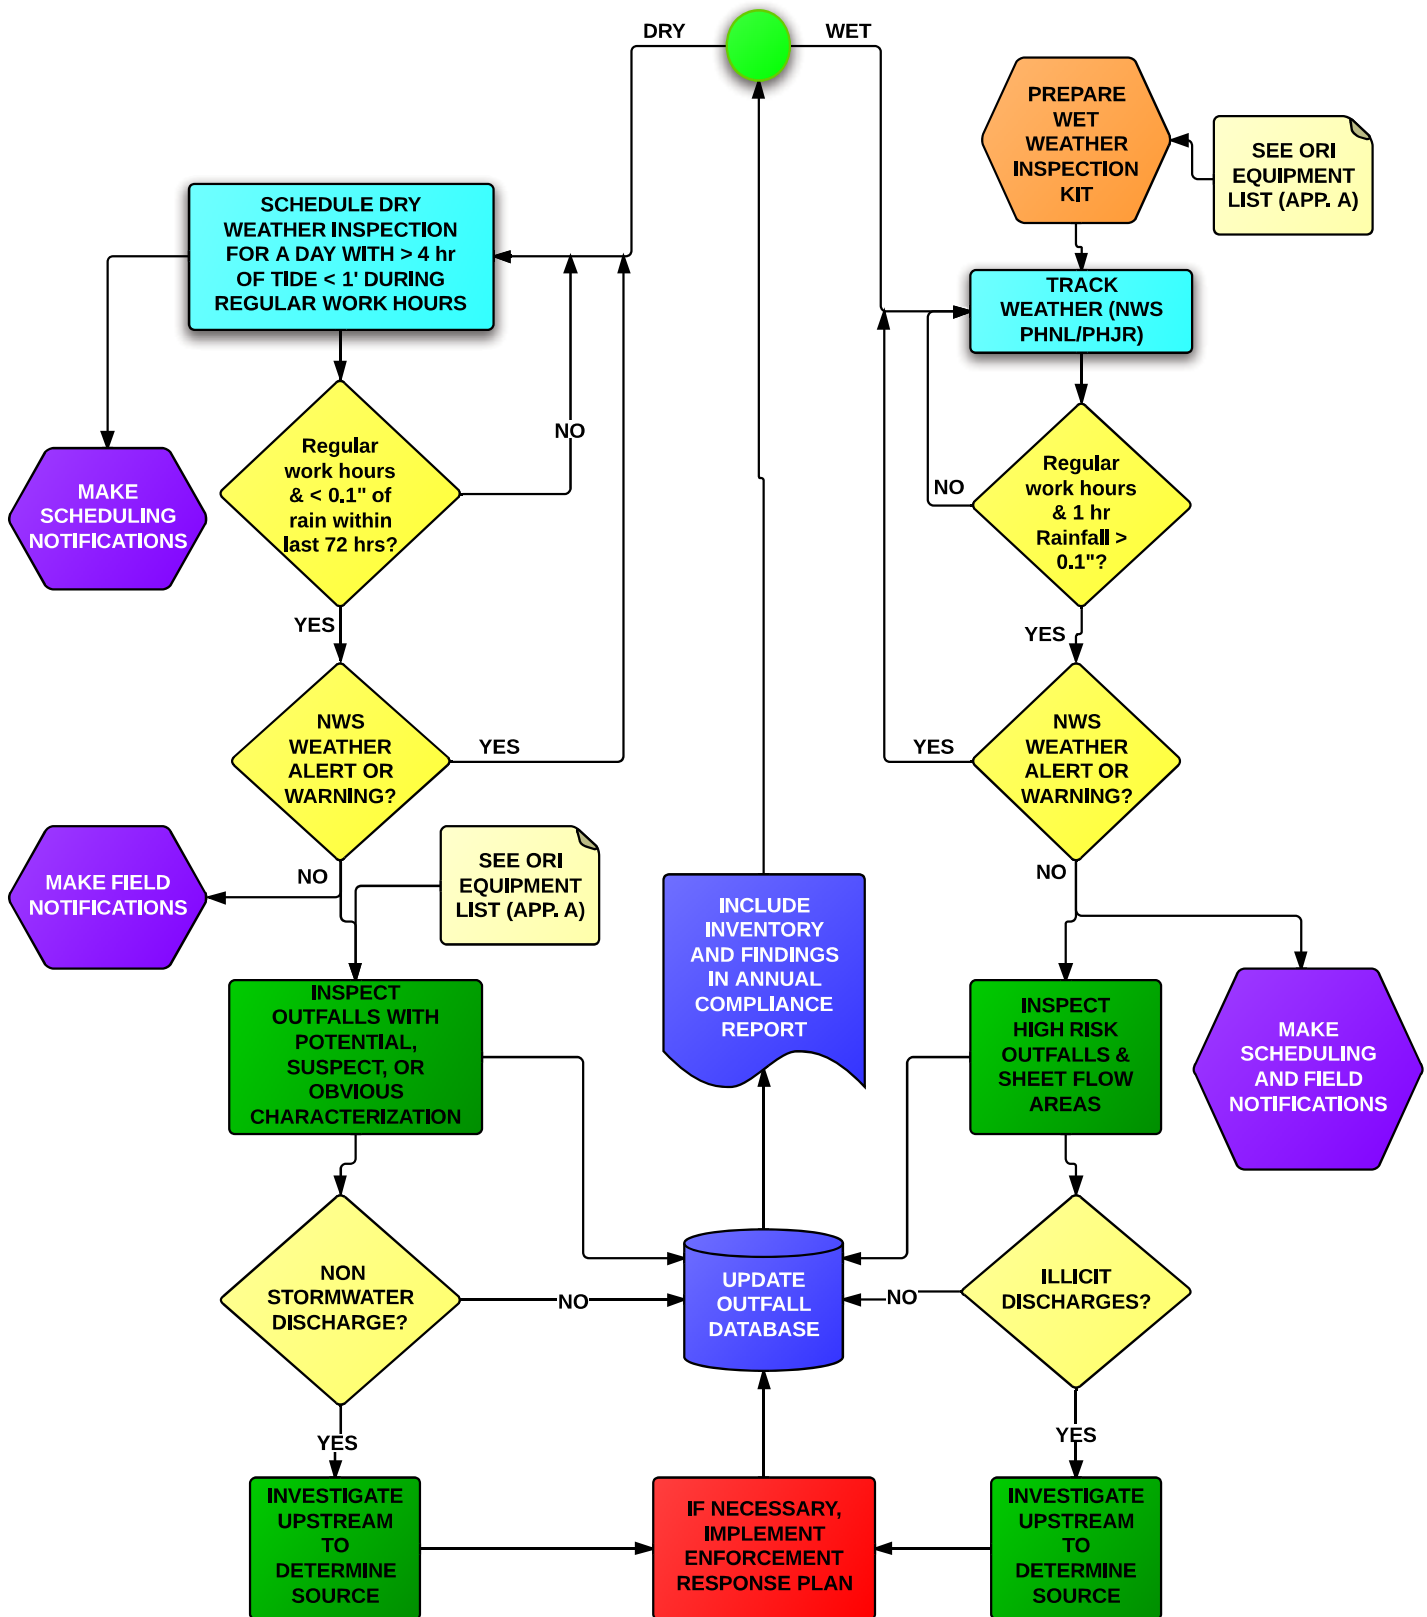 DRY
WET
PREPARE
WET
WEATHER
INSPECTION
KIT
SEE ORI
EQUIPMENT
LIST (APP. A)
SCHEDULE DRY
WEATHER INSPECTION
FOR A DAY WITH > 4 hr
OF TIDE < 1' DURING
REGULAR WORK HOURS
TRACK
WEATHER (NWS
PHNL/PHJR)
Regular
work hours
& < 0.1" of
rain within
last 72 hrs?
NO
MAKE
SCHEDULING
NOTIFICATIONS
Regular
work hours
& 1 hr
Rainfall >
0.1"?
NO
YES
YES
NWS
WEATHER
ALERT OR
WARNING?
YES
NWS
WEATHER
ALERT OR
WARNING?
YES
MAKE FIELD
NOTIFICATIONS
NO
SEE ORI
EQUIPMENT
LIST (APP. A)
NO
INCLUDE
INVENTORY
AND FINDINGS
IN ANNUAL
COMPLIANCE
REPORT
INSPECT
OUTFALLS WITH
POTENTIAL,
SUSPECT, OR
OBVIOUS
CHARACTERIZATION
INSPECT
HIGH RISK
OUTFALLS &
SHEET FLOW
AREAS
MAKE
SCHEDULING
AND FIELD
NOTIFICATIONS
NON
STORMWATER
DISCHARGE?
NO
UPDATE
OUTFALL
DATABASE
NO
ILLICIT
DISCHARGES?
YES
YES
INVESTIGATE
UPSTREAM
TO
DETERMINE
SOURCE
IF NECESSARY,
IMPLEMENT
ENFORCEMENT
RESPONSE PLAN
INVESTIGATE
UPSTREAM
TO
DETERMINE
SOURCE